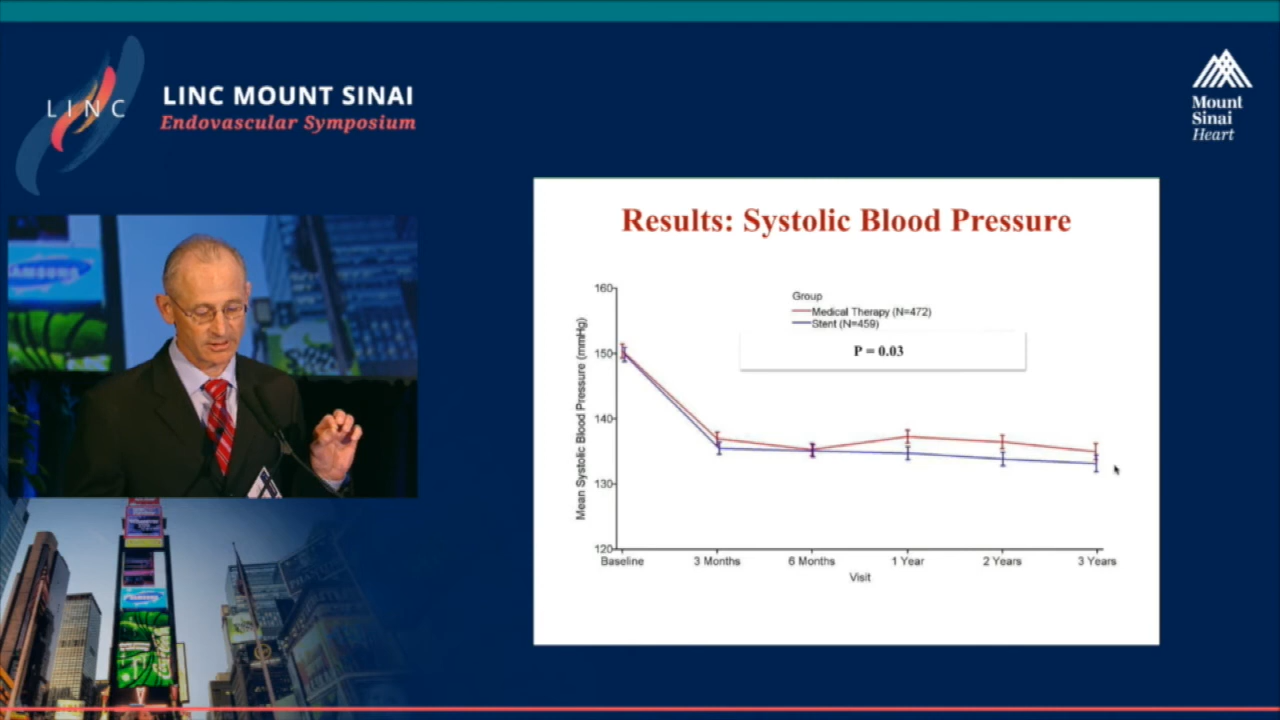 LINC
LINC MOUNT SINAI
Endovascular Symposium
Mount
Sinai
Heart
SAMSUNG
Results: Systolic Blood Pressure
Group
Medical Therapy (N=472)
Stent (N=459)
P = 0.03
Mean Systolic Blood Pressure (mmHg)
160
150
140
130
120
Baseline
3 Months
6 Months
1 Year
2 Years
3 Years
Visit